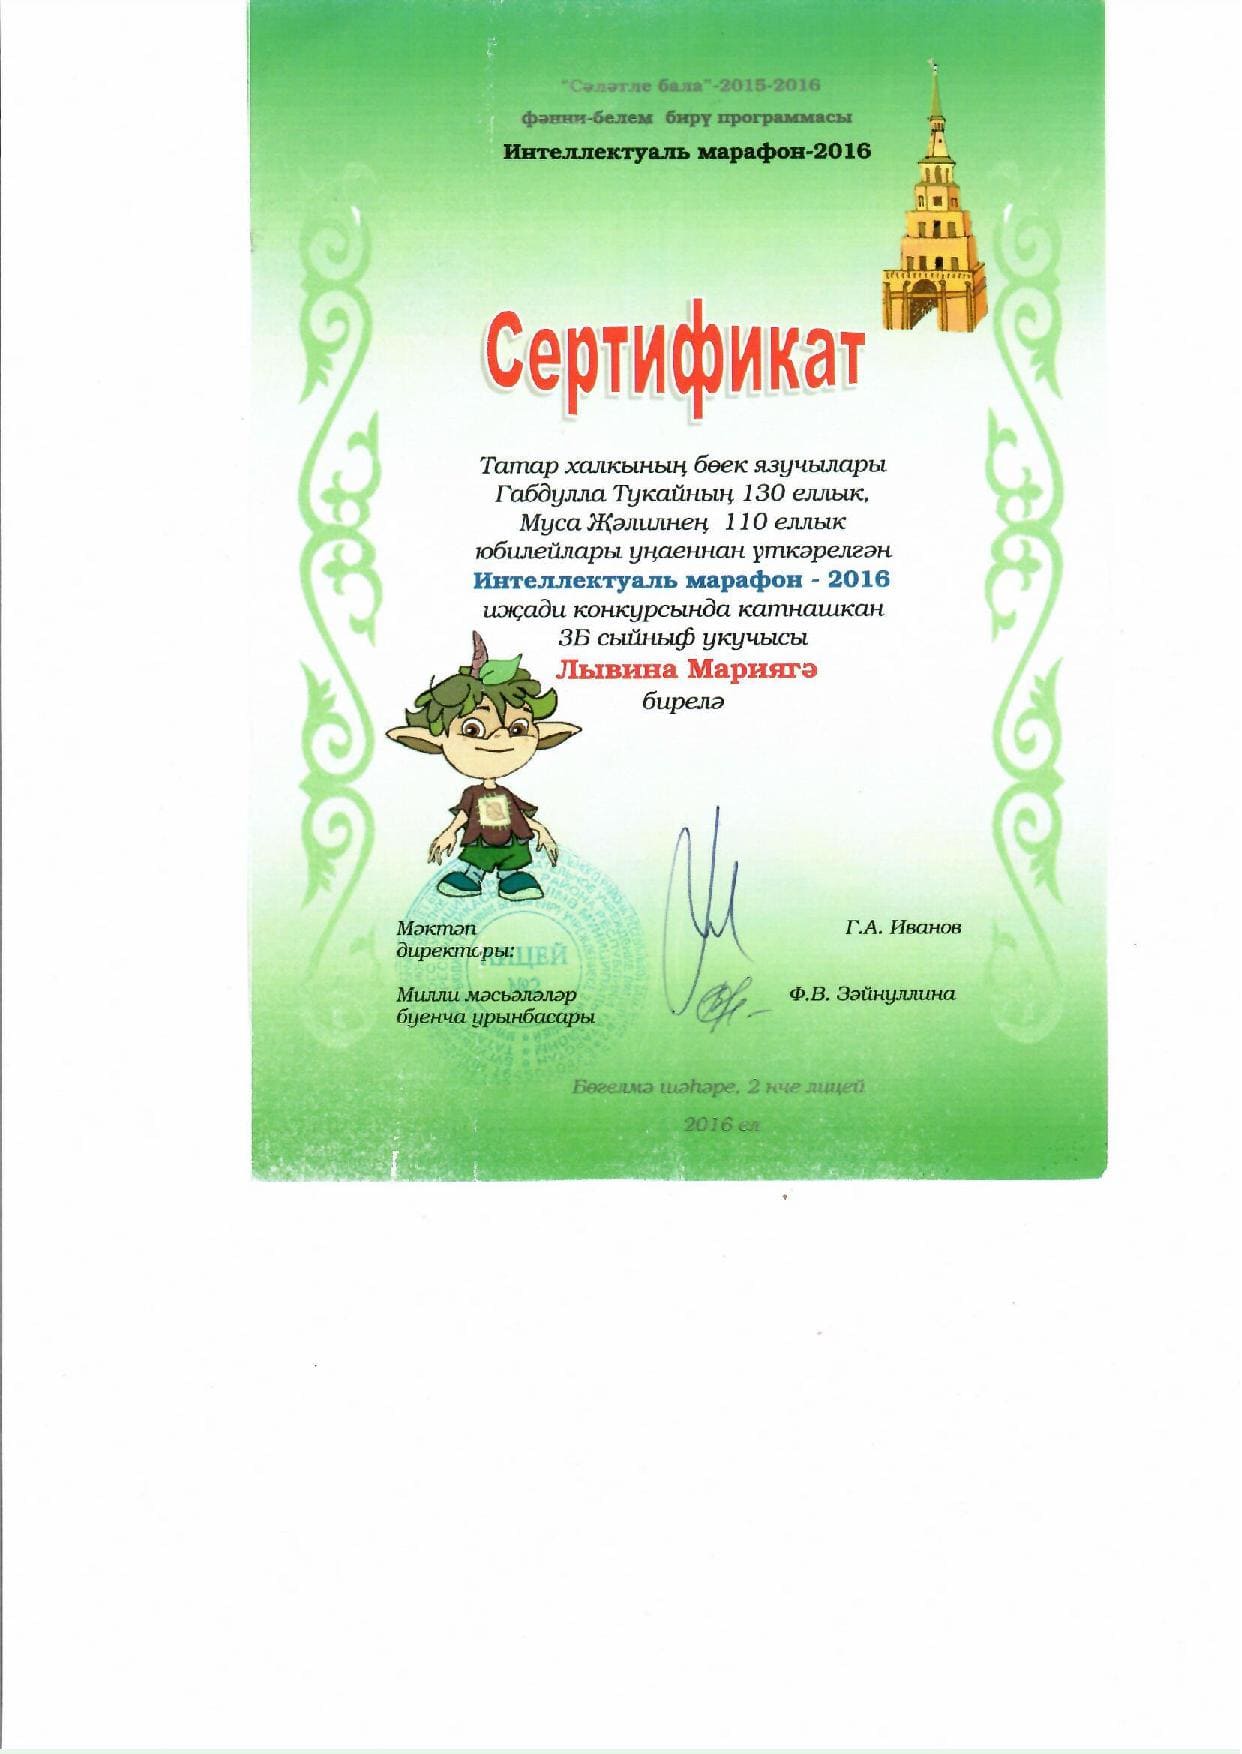 "Сәләтле бала"-2015-2016
фәнни-белем бирү программасы
Интеллектуаль марафон-2016
Сертификат
Татар халкының бөек язучылары
Габдулла Тукайның 130 еллык,
Муса Җәлилнең 110 еллык
юбилейлары уңаеннан үткәрелгән
Интеллектуаль марафон - 2016
иҗади конкурсында катнашкан
3Б сыйныф укучысы
Лывина Мариягә
бирелә
Мәктәп
директоры:
Г.А. Иванов
ЛИЦЕЙ
№2
Милли мәсьәләләр
буенча урынбасары
Ф.В. Зәйнуллина
Бөгелмә шәһәре, 2 нче лицей
2016 ел